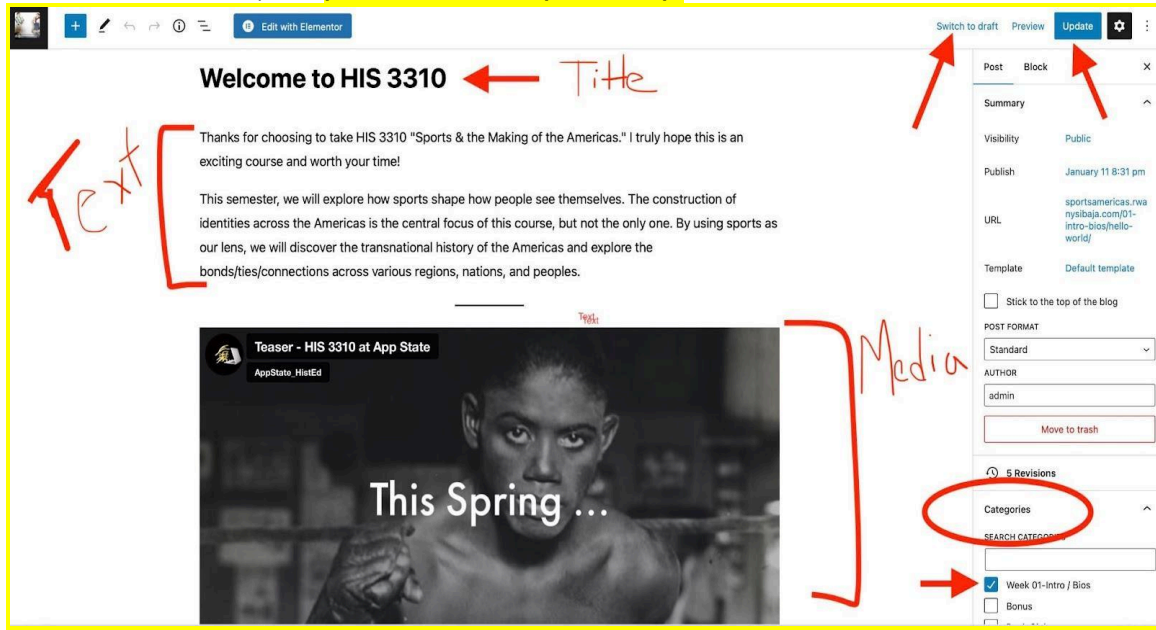 Edit with Elementor
Switch to draft Preview Update
Welcome to HIS 3310
Title
Text
Thanks for choosing to take HIS 3310 "Sports & the Making of the Americas." I truly hope this is an
exciting course and worth your time!
This semester, we will explore how sports shape how people see themselves. The construction of
identities across the Americas is the central focus of this course, but not the only one. By using sports as
our lens, we will discover the transnational history of the Americas and explore the
bonds/ties/connections across various regions, nations, and peoples.
Text
Text
Teaser - HIS 3310 at App State
AppState_HistEd
This Spring ...
Media
Post Block
Summary
Visibility Public
Publish January 11 8:31 pm
URL sportsamericas.rwa
nysibaja.com/01-
intro-bios/hello-
world/
Template Default template
Stick to the top of the blog
POST FORMAT
Standard
AUTHOR
admin
Move to trash
5 Revisions
Categories
SEARCH CATEGORIES
Week 01-Intro / Bios
Bonus